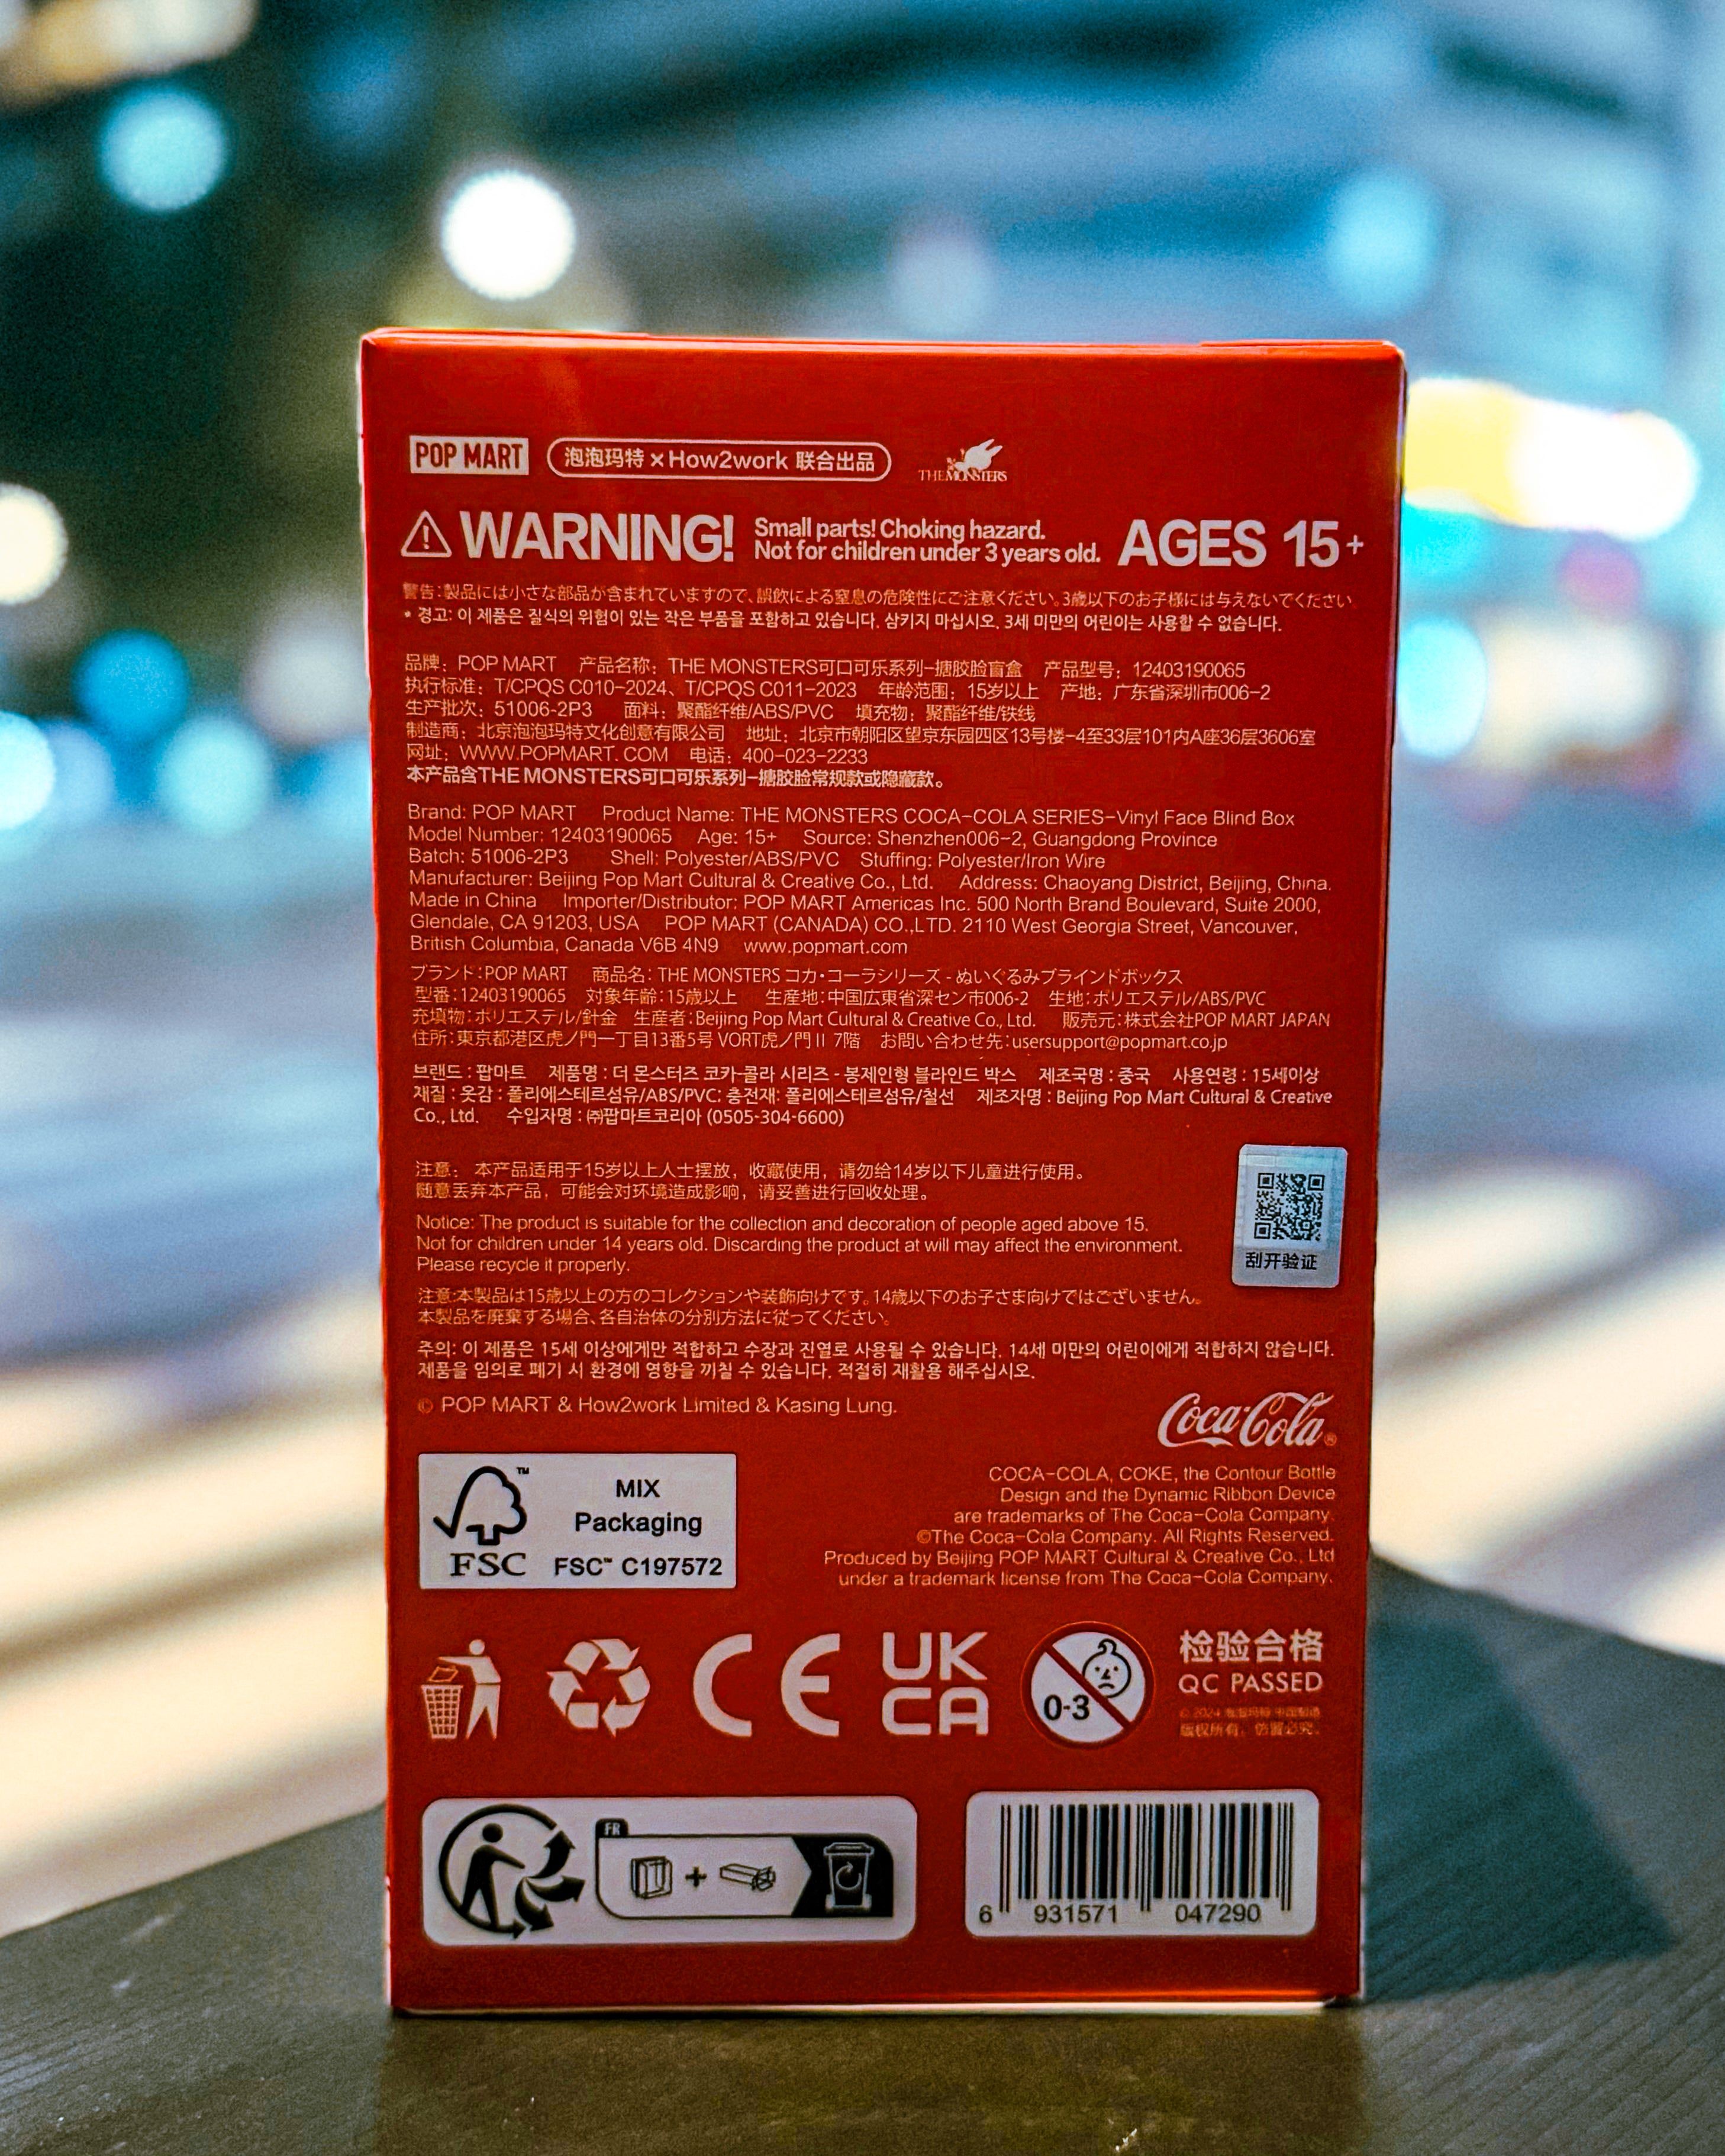 POP MART 泡泡玛特×How2work 联合出品 THE MONSTERS
WARNING! Small parts! Choking hazard. Not for children under 3 years old. AGES 15+
警告:製品には小さな部品が含まれていますので、誤飲による窒息の危険性にご注意ください。3歳以下のお子様には与えないでください
* 경고: 이 제품은 질식의 위험이 있는 작은 부품을 포함하고 있습니다. 삼키지 마십시오. 3세 미만의 어린이는 사용할 수 없습니다.
品牌：POP MART 产品名称：THE MONSTERS可口可乐系列-搪胶脸盲盒 产品型号：12403190065
执行标准：T/CPQS C010-2024、T/CPQS C011-2023 年龄范围：15岁以上 产地：广东省深圳市006-2
生产批次：51006-2P3 面料：聚酯纤维/ABS/PVC 填充物：聚酯纤维/铁线
制造商：北京泡泡玛特文化创意有限公司 地址：北京市朝阳区望京东园四区13号楼-4至33层101内A座36层3606室
网址：WWW.POPMART. COM 电话：400-023-2233
本产品含THE MONSTERS可口可乐系列-搪胶脸常规款或隐藏款。
Brand: POP MART Product Name: THE MONSTERS COCA-COLA SERIES-Vinyl Face Blind Box
Model Number: 12403190065 Age: 15+ Source: Shenzhen006-2, Guangdong Province
Batch: 51006-2P3 Shell: Polyester/ABS/PVC Stuffing: Polyester/Iron Wire
Manufacturer: Beijing Pop Mart Cultural & Creative Co., Ltd. Address: Chaoyang District, Beijing, China.
Made in China Importer/Distributor: POP MART Americas Inc. 500 North Brand Boulevard, Suite 2000,
Glendale, CA 91203, USA POP MART (CANADA) CO.,LTD. 2110 West Georgia Street, Vancouver,
British Columbia, Canada V6B 4N9 www.popmart.com
ブランド:POP MART 商品名: THE MONSTERS コカ・コーラシリーズ - ぬいぐるみブラインドボックス
型番:12403190065 対象年齢:15歳以上 生産地:中国広東省深セン市006-2 生地:ポリエステル/ABS/PVC
充填物:ポリエステル/針金 生産者:Beijing Pop Mart Cultural & Creative Co., Ltd. 販売元:株式会社POP MART JAPAN
住所:東京都港区虎ノ門一丁目13番5号 VORT虎ノ門 II 7階 お問い合わせ先:usersupport@popmart.co.jp
브랜드 : 팝마트 제품명 : 더 몬스터즈 코카-콜라 시리즈 - 봉제인형 블라인드 박스 제조국명 : 중국 사용연령 : 15세이상
재질 : 옷감 : 폴리에스테르섬유/ABS/PVC: 충전재: 폴리에스테르섬유/철선 제조자명 : Beijing Pop Mart Cultural & Creative
Co., Ltd. 수입자명 : ㈜팝마트코리아 (0505-304-6600)
注意： 本产品适用于15岁以上人士摆放，收藏使用，请勿给14岁以下儿童进行使用。
随意丢弃本产品，可能会对环境造成影响，请妥善进行回收处理。
刮开验证
Notice: The product is suitable for the collection and decoration of people aged above 15.
Not for children under 14 years old. Discarding the product at will may affect the environment.
Please recycle it properly.
注意:本製品は15歳以上の方のコレクションや装飾向けです。14歳以下のお子さま向けではございません。
本製品を廃棄する場合、各自治体の分別方法に従ってください。
주의: 이 제품은 15세 이상에게만 적합하고 수장과 진열로 사용될 수 있습니다. 14세 미만의 어린이에게 적합하지 않습니다.
제품을 임의로 폐기 시 환경에 영향을 끼칠 수 있습니다. 적절히 재활용 해주십시오.
© POP MART & How2work Limited & Kasing Lung.
Coca-Cola®
COCA-COLA, COKE, the Contour Bottle
Design and the Dynamic Ribbon Device
are trademarks of The Coca-Cola Company.
©The Coca-Cola Company. All Rights Reserved.
Produced by Beijing POP MART Cultural & Creative Co., Ltd
under a trademark license from The Coca-Cola Company.
FSC™
MIX
Packaging
FSC™ C197572
CE UK CA 0-3
检验合格
QC PASSED
©2024 泡泡玛特 中国制造
版权所有，仿冒必究。
FR
6 931571 047290